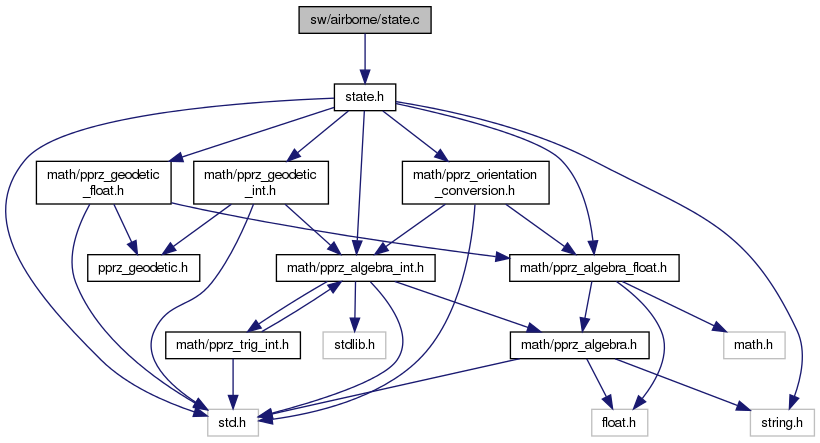 sw/airborne/state.c
state.h
math/pprz_geodetic
_float.h
math/pprz_geodetic
_int.h
math/pprz_orientation
_conversion.h
pprz_geodetic.h
math/pprz_algebra_int.h
math/pprz_algebra_float.h
math/pprz_trig_int.h
stdlib.h
math/pprz_algebra.h
math.h
std.h
float.h
string.h